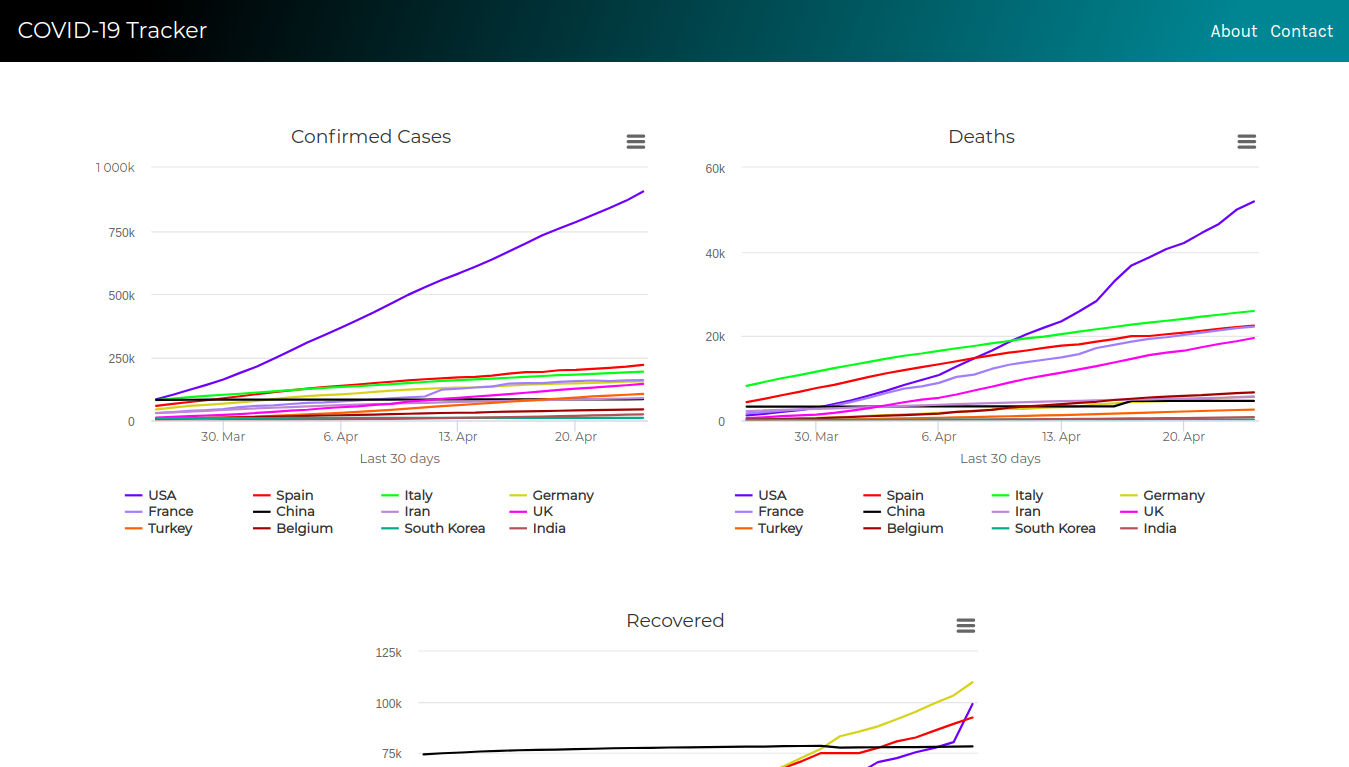 COVID-19 Tracker
About Contact
Confirmed Cases
1 000k
750k
500k
250k
0
30. Mar 6. Apr 13. Apr 20. Apr
Last 30 days
USA Spain Italy Germany
France China Iran UK
Turkey Belgium South Korea India
Deaths
60k
40k
20k
0
30. Mar 6. Apr 13. Apr 20. Apr
Last 30 days
USA Spain Italy Germany
France China Iran UK
Turkey Belgium South Korea India
Recovered
125k
100k
75k